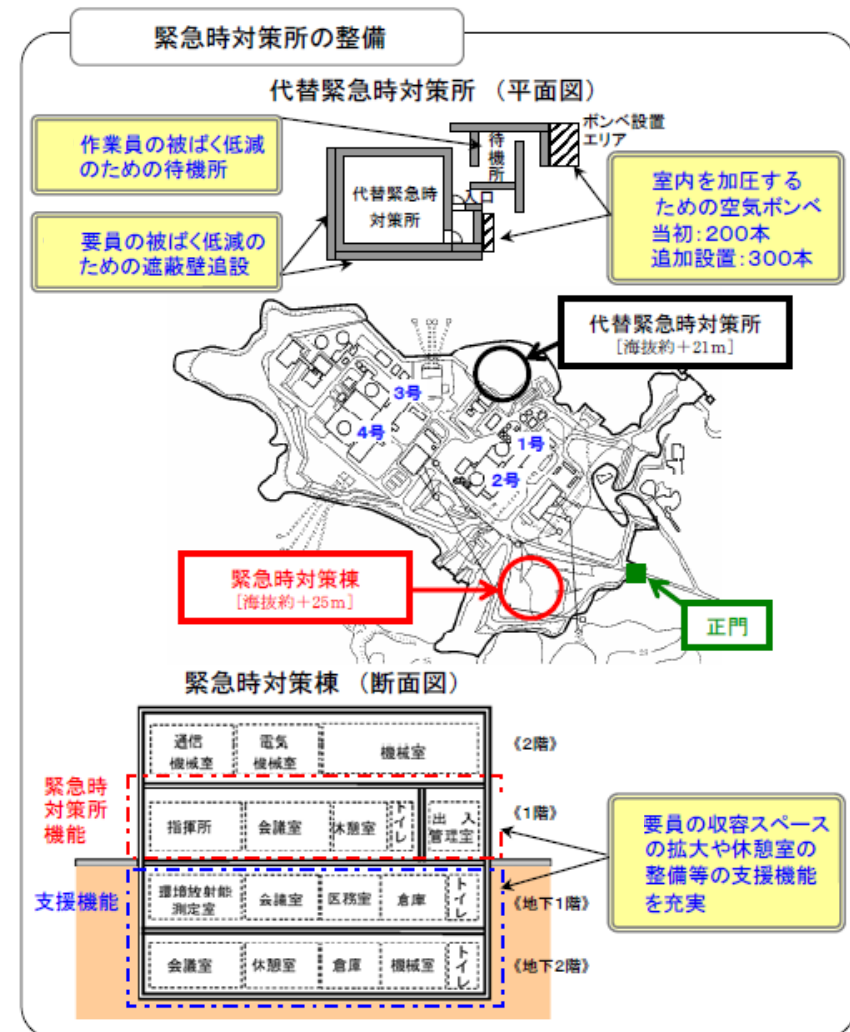 緊急時対策所の整備
代替緊急時対策所 (平面図)
作業員の被ばく低減
のための待機所
待機所
ボンベ設置
エリア
室内を加圧する
ための空気ボンベ
当初:200本
追加設置:300本
代替緊急時
対策所
入口
要員の被ばく低減の
ための遮蔽壁追設
代替緊急時対策所
[海抜約+21m]
3号
4号
1号
2号
緊急時対策棟
[海抜約+25m]
正門
緊急時対策棟 (断面図)
通信
機械室
電気
機械室
機械室
《2階》
緊急時
対策所
機能
指揮所
会議室
休憩室
トイレ
出 入
管理室
《1階》
要員の収容スペース
の拡大や休憩室の
整備等の支援機能
を充実
支援機能
環境放射能
測定室
会議室
医務室
倉庫
トイレ
《地下1階》
会議室
休憩室
倉庫
機械室
トイレ
《地下2階》